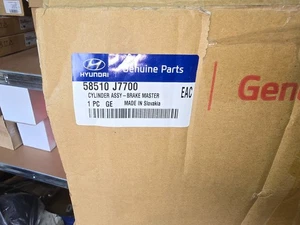 HYUNDAI
Genuine Parts
58510 J7700
CYLINDER ASSY-BRAKE MASTER
1 PC GE MADE IN Slovakia
EAC
Gen